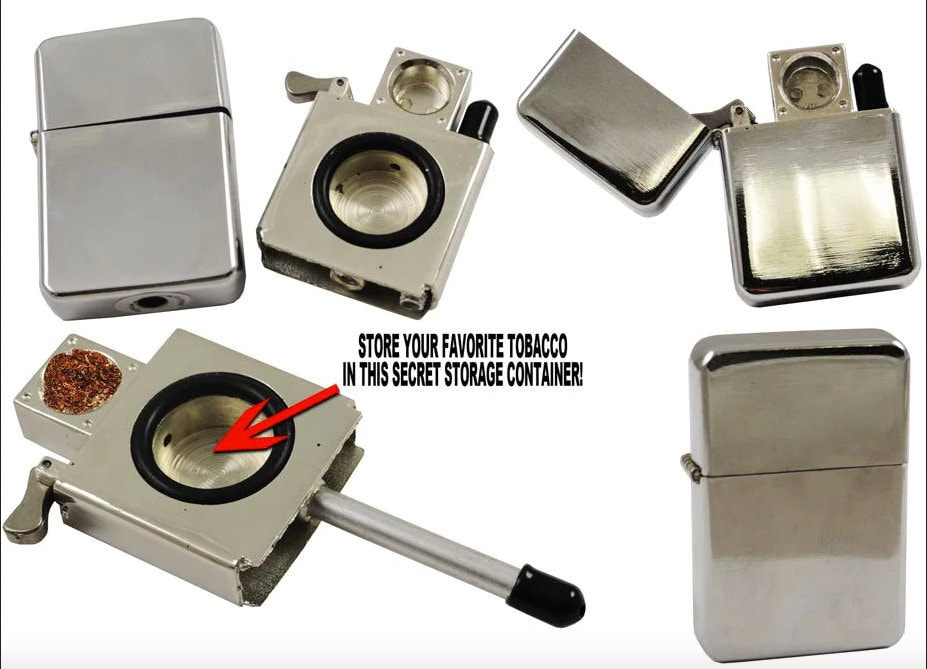 STORE YOUR FAVORITE TOBACCO
IN THIS SECRET STORAGE CONTAINER!